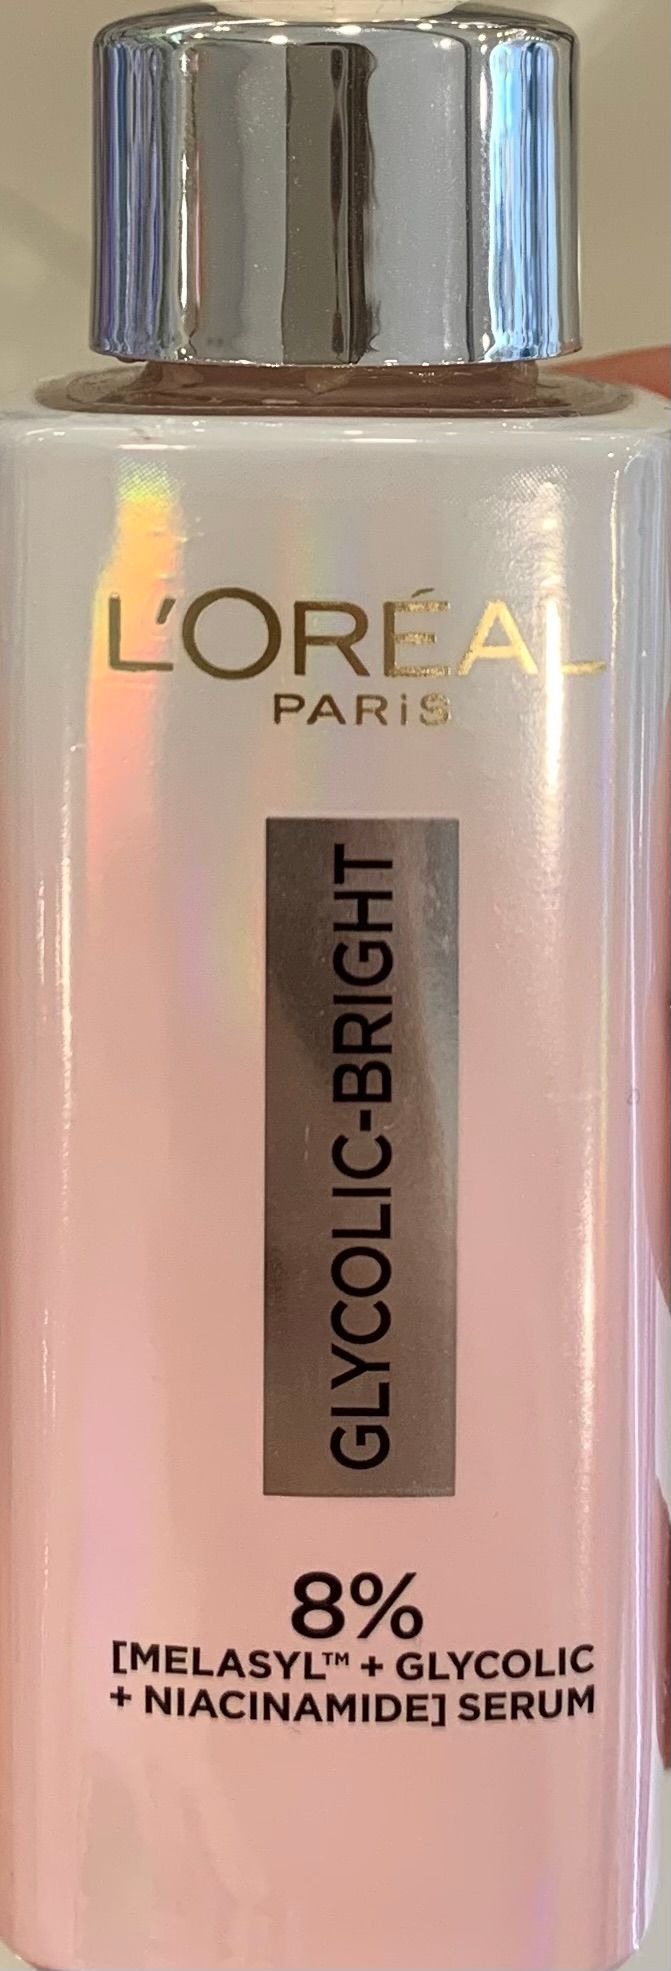 L'ORÉAL
PARiS
GLYCOLIC-BRIGHT
8%
[MELASYL™ + GLYCOLIC
+ NIACINAMIDE] SERUM